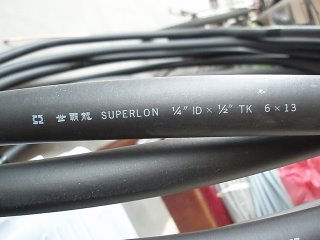 世霸龍 SUPERLON ¼" ID × ½" TK 6 × 13